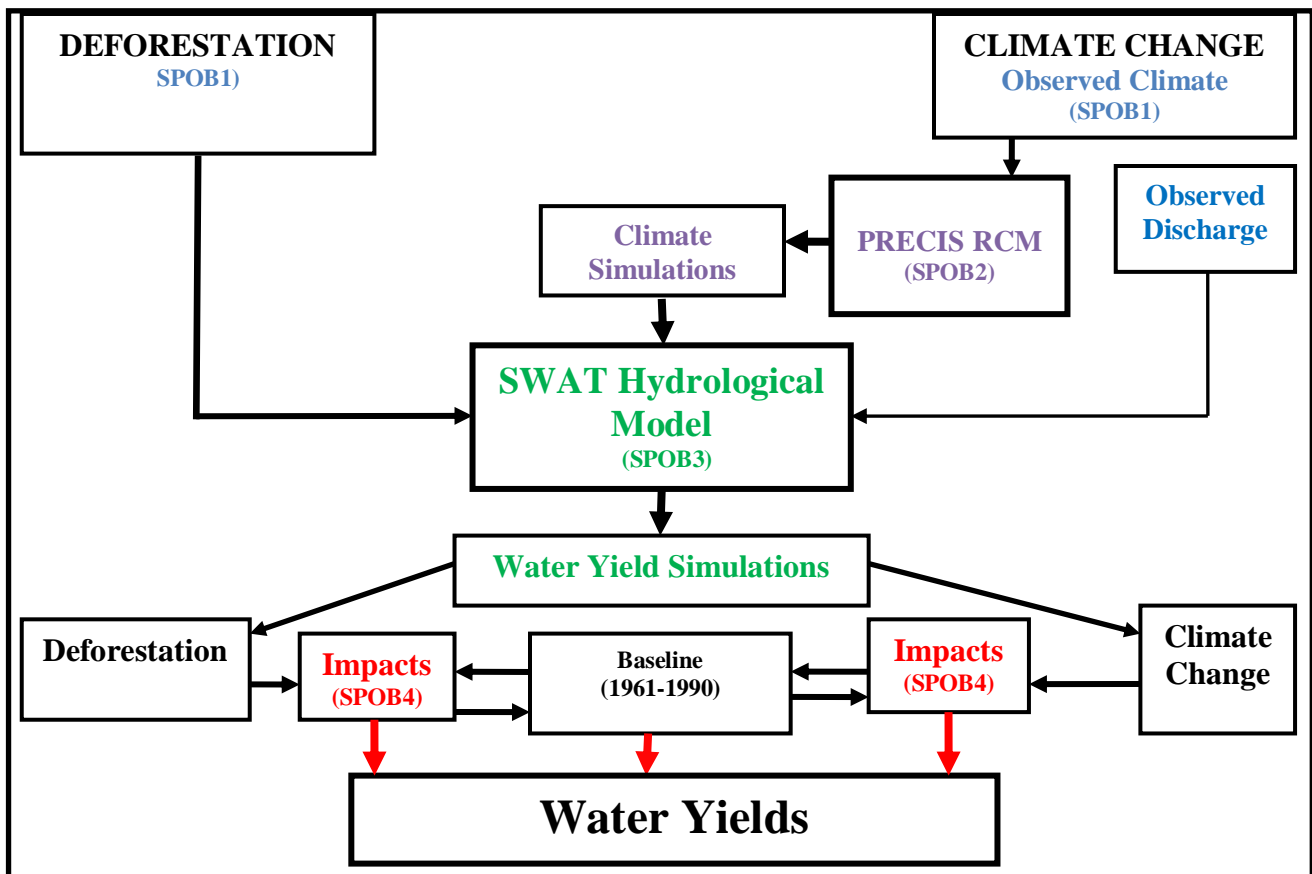 DEFORESTATION
SPOB1)
CLIMATE CHANGE
Observed Climate
(SPOB1)
Observed
Discharge
PRECIS RCM
(SPOB2)
Climate
Simulations
SWAT Hydrological
Model
(SPOB3)
Water Yield Simulations
Deforestation
Impacts
(SPOB4)
Baseline
(1961-1990)
Impacts
(SPOB4)
Climate
Change
Water Yields